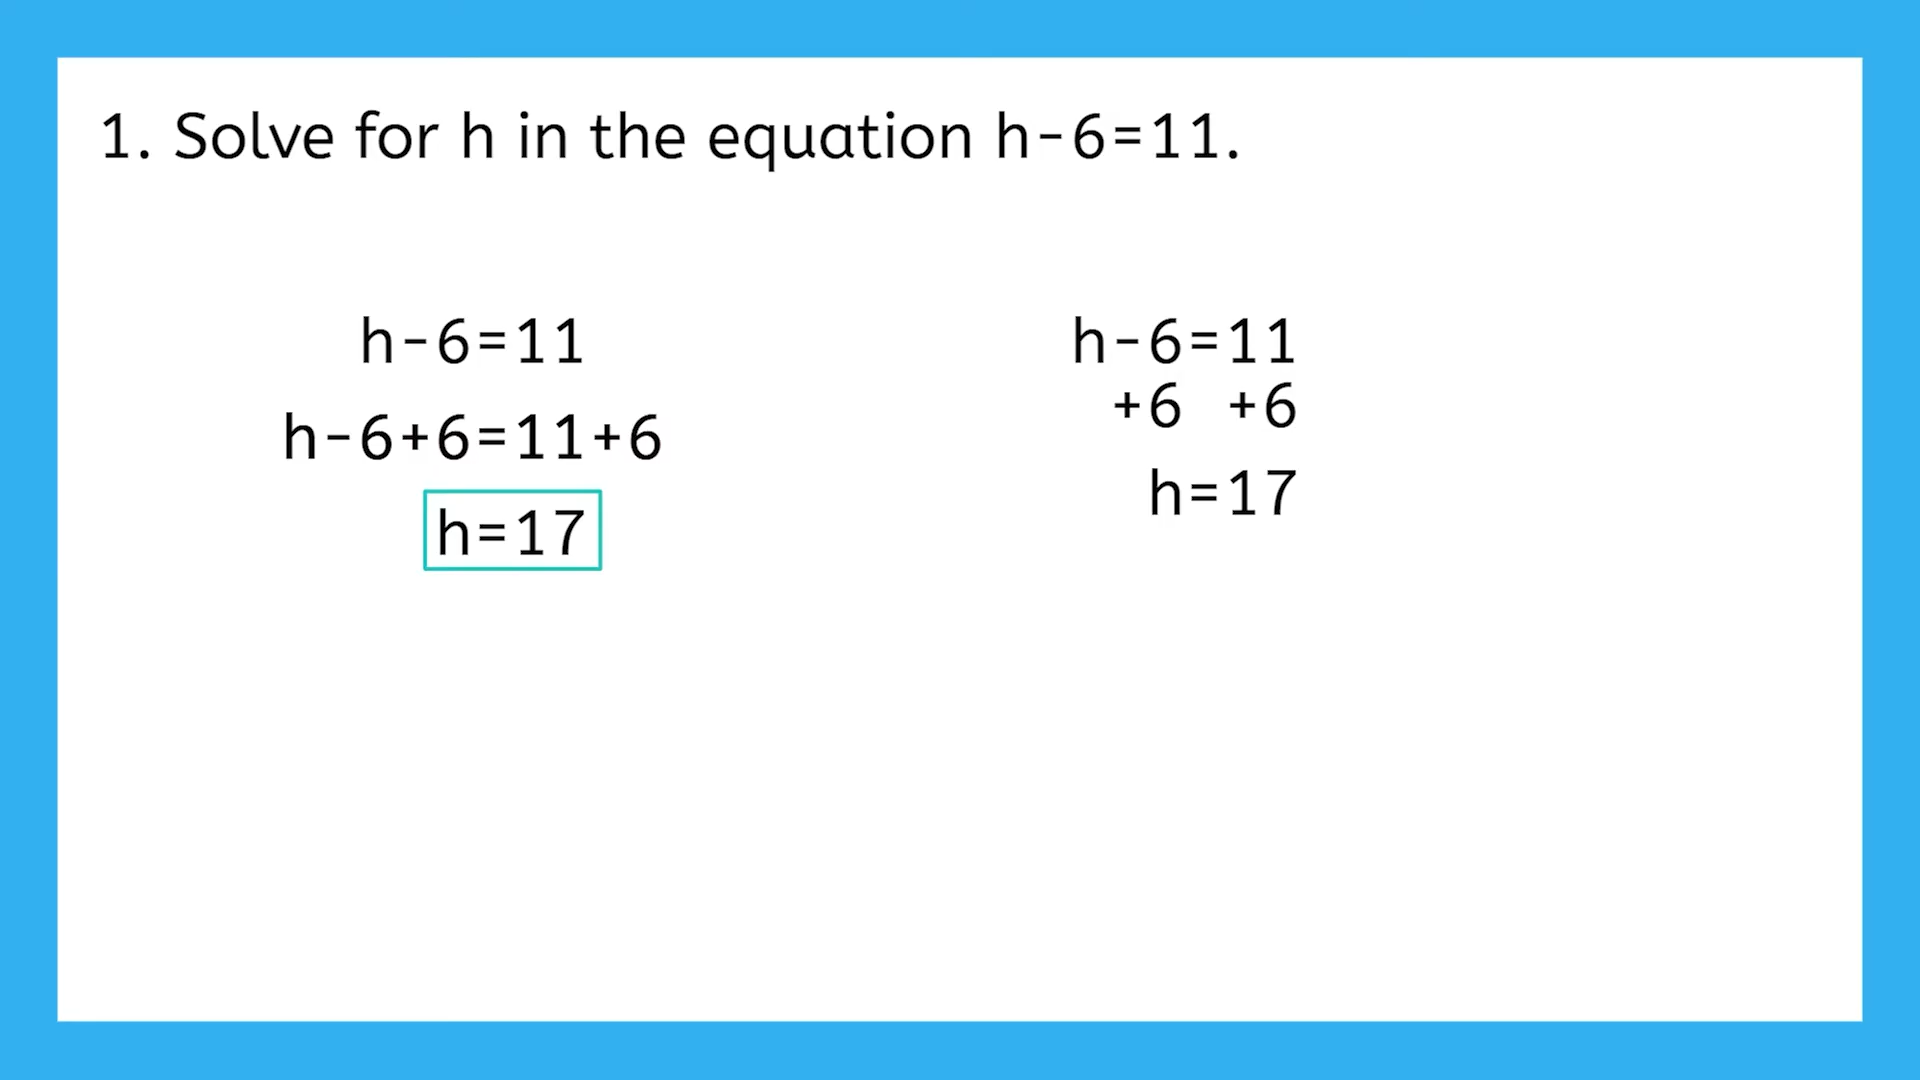 1. Solve for h in the equation h-6=11.
h-6=11
h-6+6=11+6
h=17
h-6=11
+6 +6
h=17